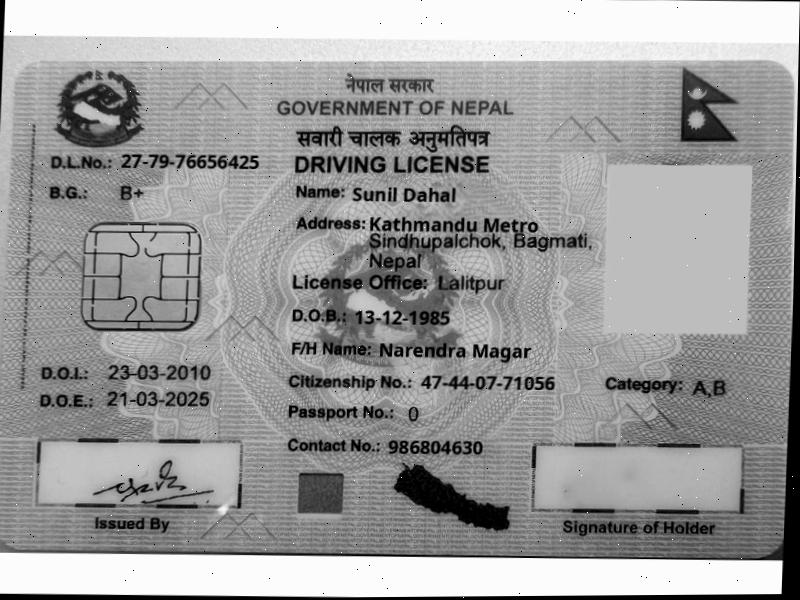 नेपाल सरकार
GOVERNMENT OF NEPAL
सवारी चालक अनुमतिपत्र
DRIVING LICENSE
D.L.No.: 27-79-76656425
B.G.: B+
Name: Sunil Dahal
Address: Kathmandu Metro
Sindhupalchok, Bagmati,
Nepal
License Office: Lalitpur
D.O.B.: 13-12-1985
F/H Name: Narendra Magar
D.O.I.: 23-03-2010
D.O.E.: 21-03-2025
Citizenship No.: 47-44-07-71056
Category: A,B
Passport No.: 0
Contact No.: 986804630
Issued By
Signature of Holder